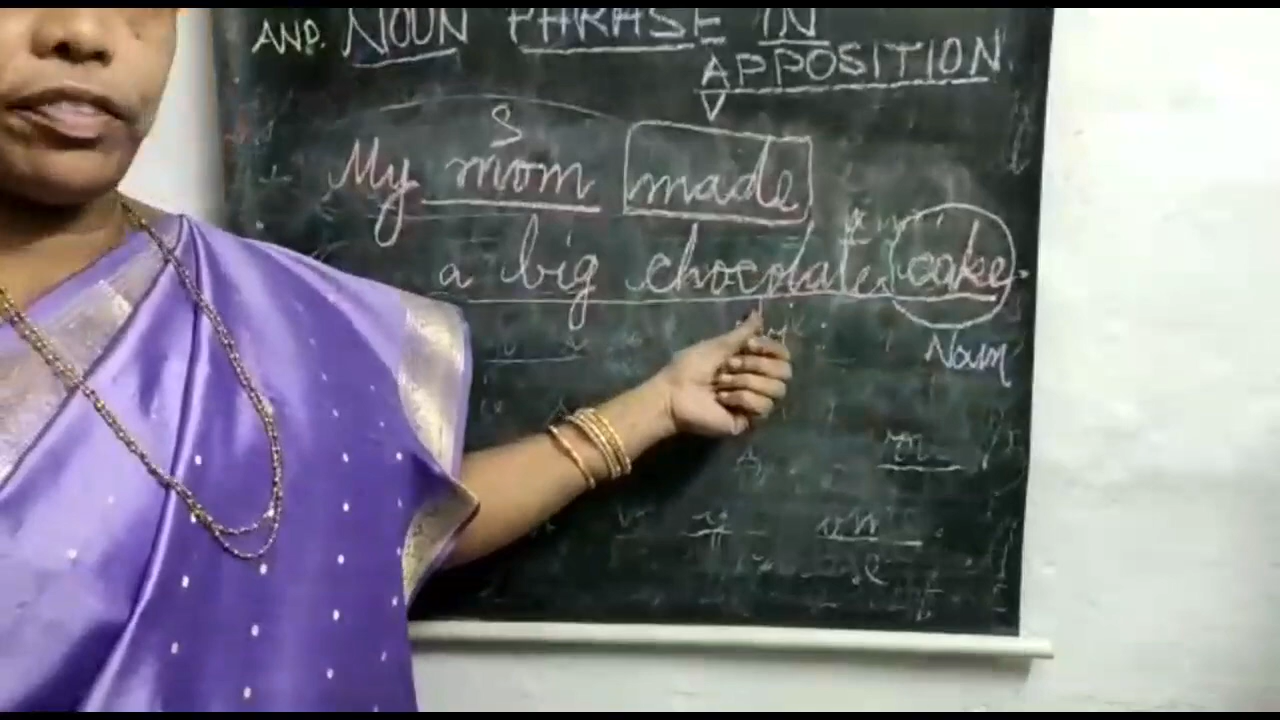 AND. NOUN PHRASE IN
APPOSITION
S
My mom made
a big chocolate cake.
Noun